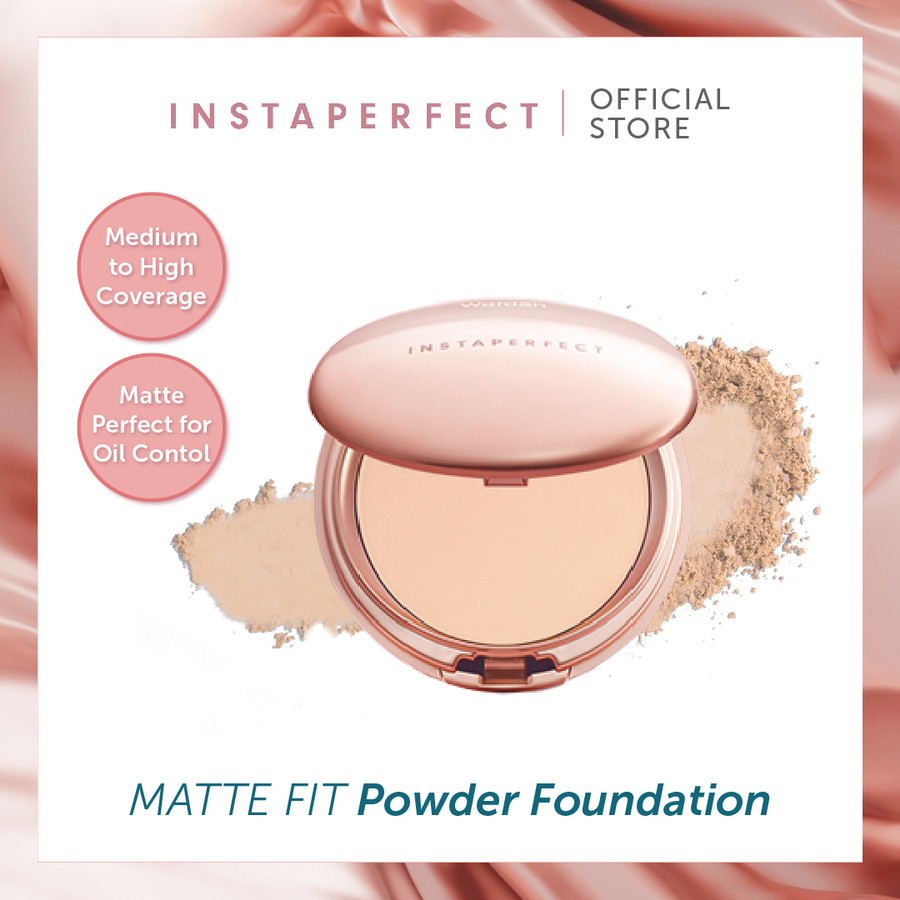 INSTAPERFECT
OFFICIAL
STORE
Medium
to High
Coverage
Matte
Perfect for
Oil Contol
Wardah
INSTAPERFECT
MATTE FIT Powder Foundation